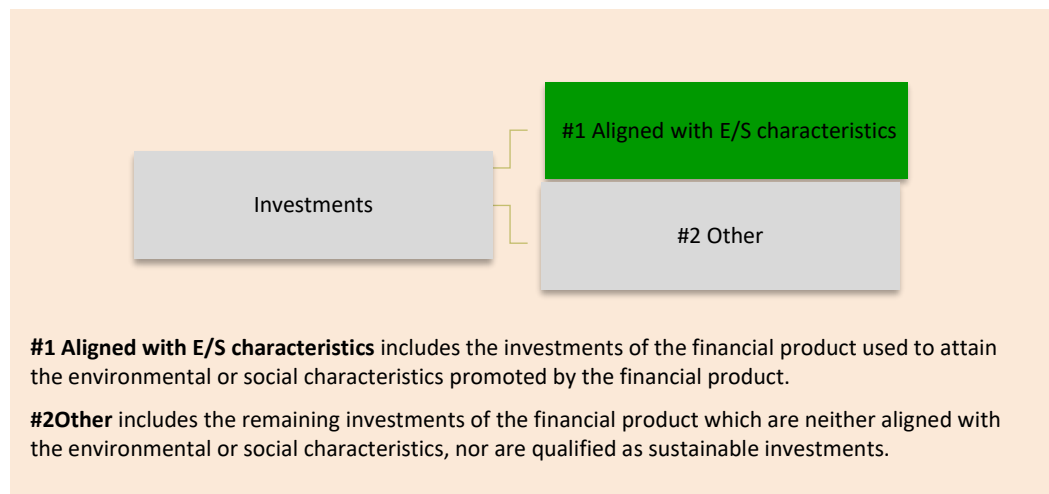 #1 Aligned with E/S characteristics
Investments
#2 Other
#1 Aligned with E/S characteristics includes the investments of the financial product used to attain
the environmental or social characteristics promoted by the financial product.
#2Other includes the remaining investments of the financial product which are neither aligned with
the environmental or social characteristics, nor are qualified as sustainable investments.